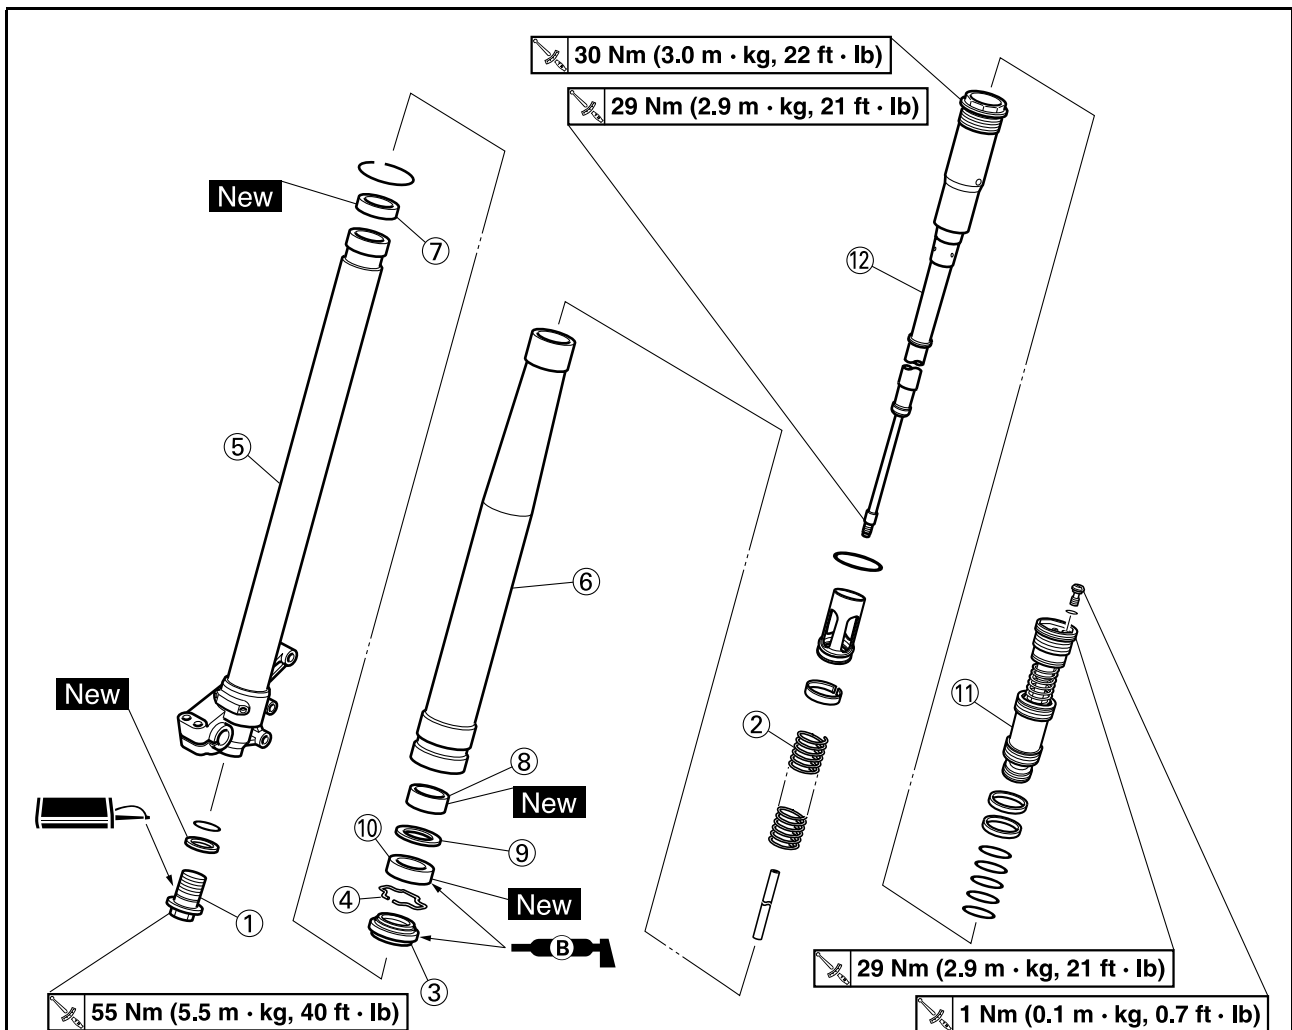 30 Nm (3.0 m · kg, 22 ft · lb)
29 Nm (2.9 m · kg, 21 ft · lb)
New
⑦
⑫
⑤
⑥
New
②
⑪
⑧
New
⑩
⑨
④
New
①
B
③
29 Nm (2.9 m · kg, 21 ft · lb)
55 Nm (5.5 m · kg, 40 ft · lb)
1 Nm (0.1 m · kg, 0.7 ft · lb)